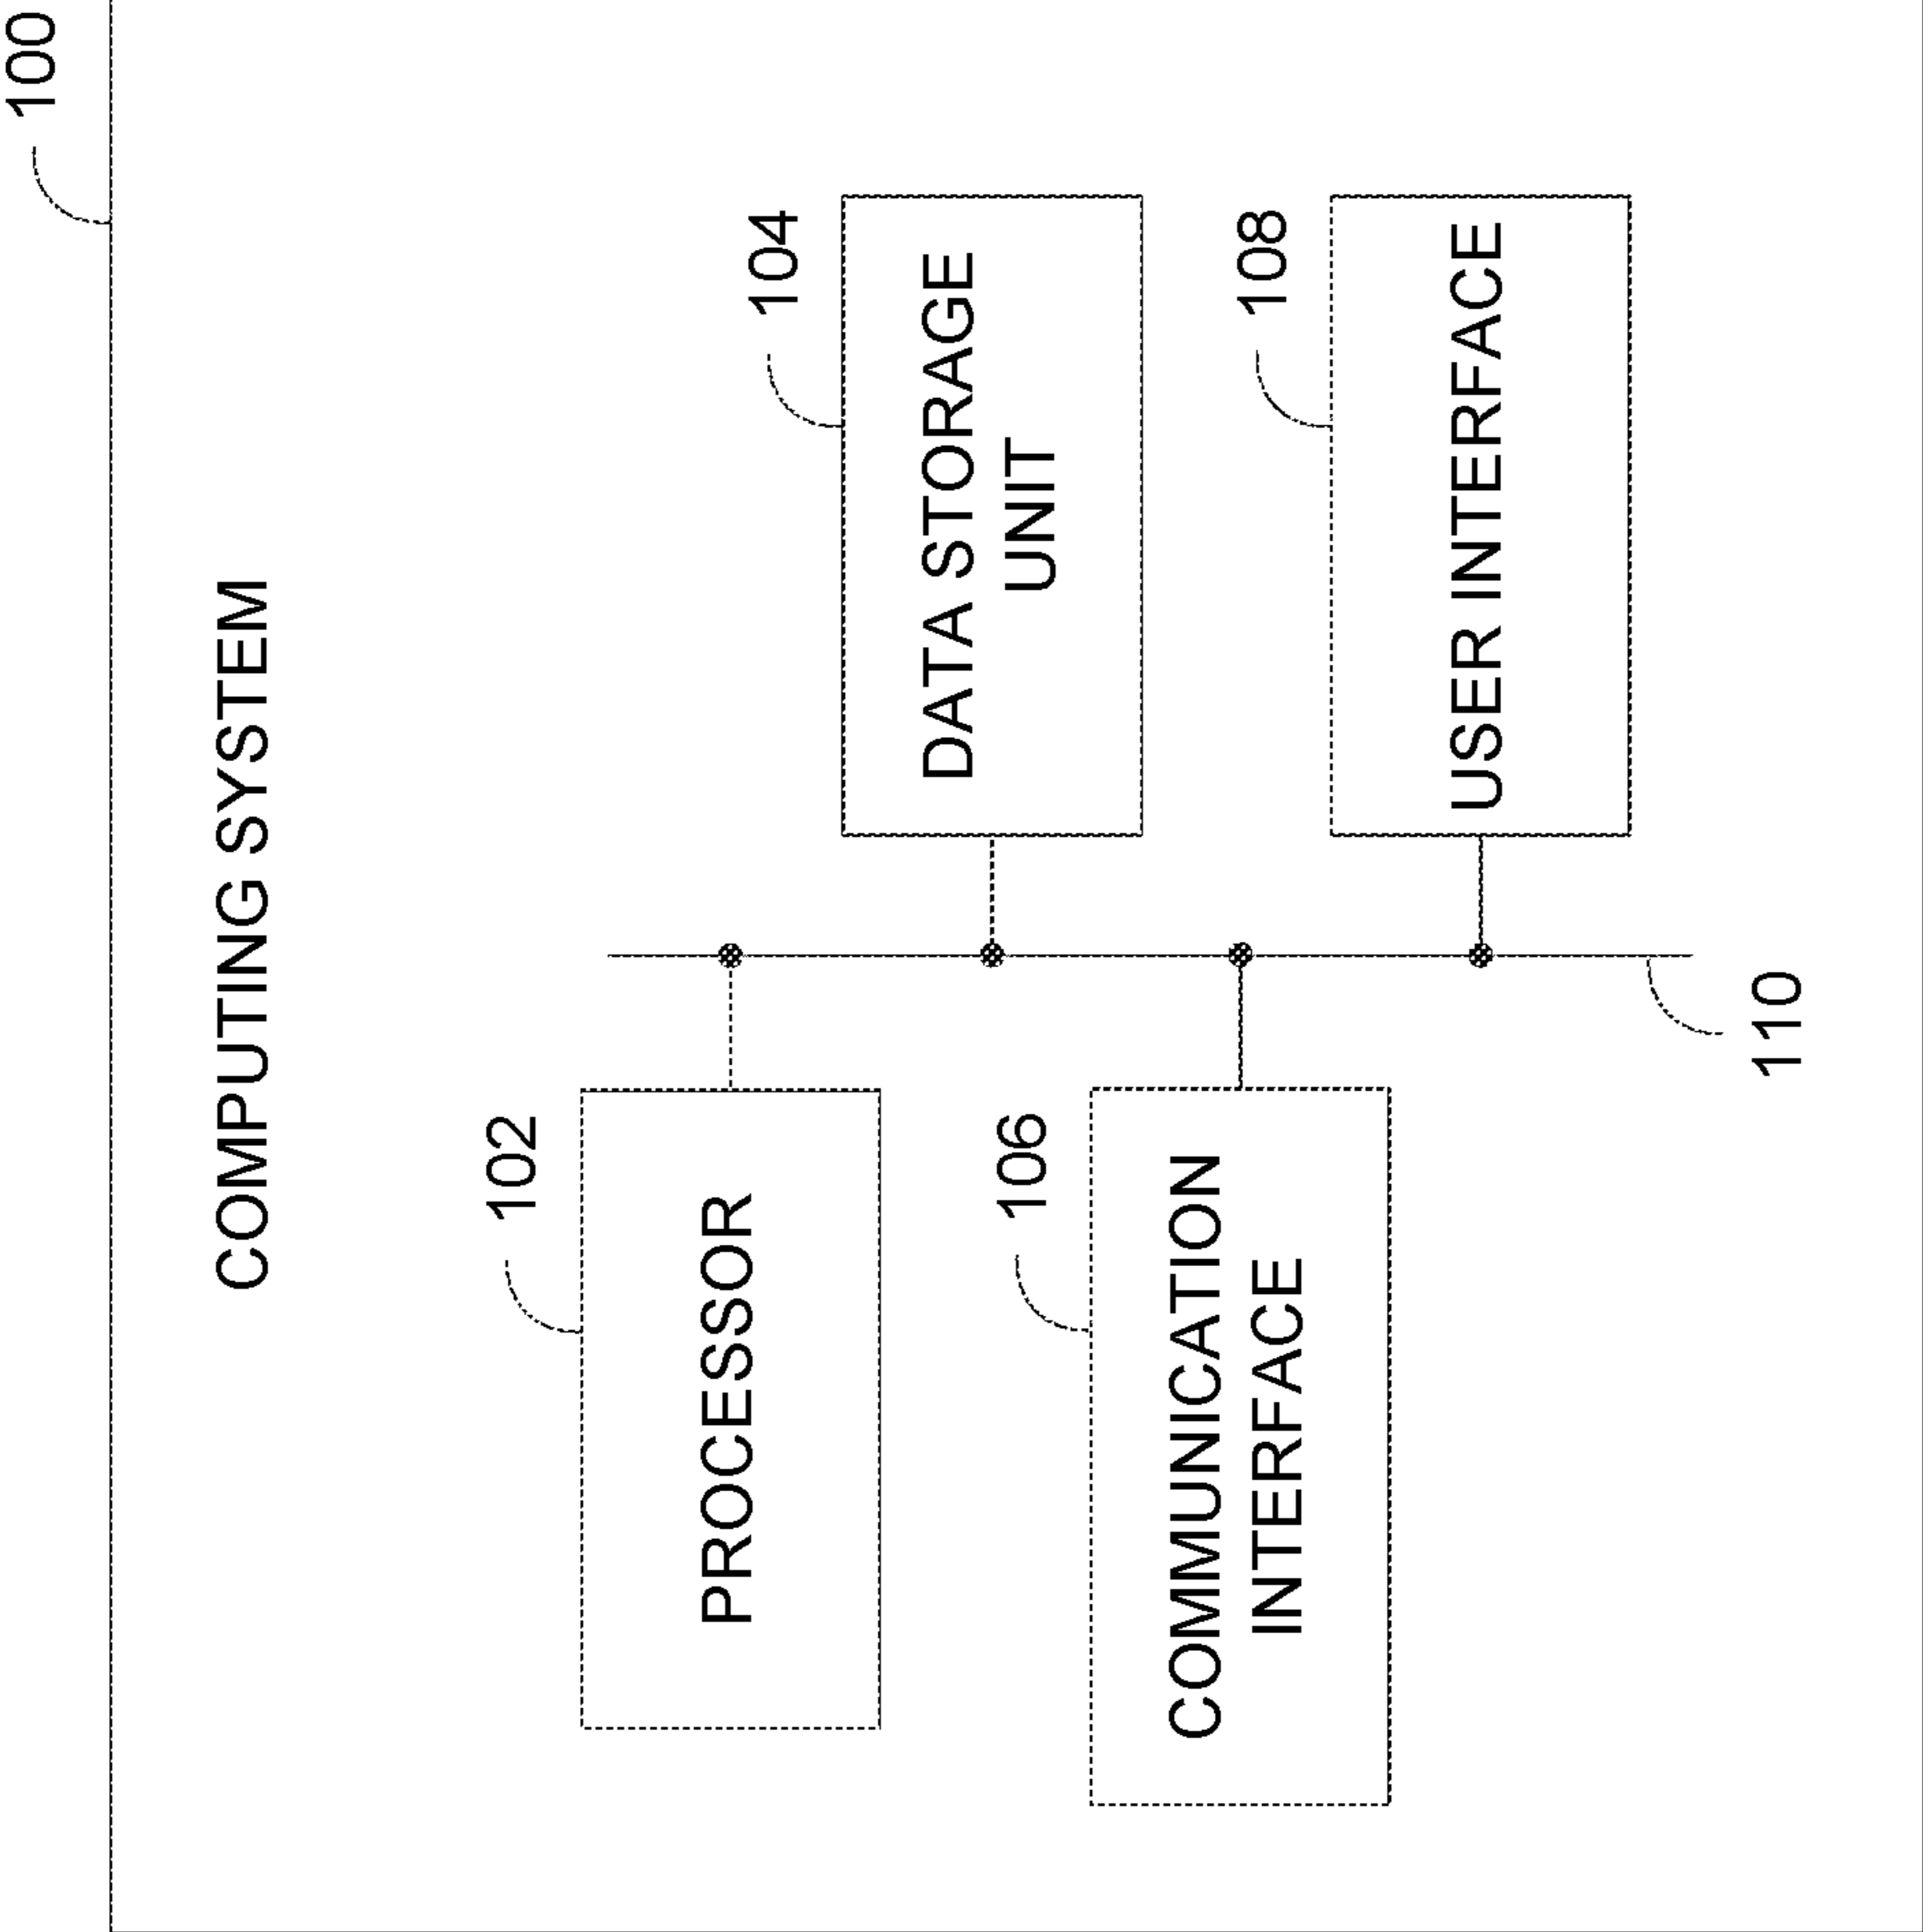 100
COMPUTING SYSTEM
102
PROCESSOR
104
DATA STORAGE
UNIT
106
COMMUNICATION
INTERFACE
108
USER INTERFACE
110